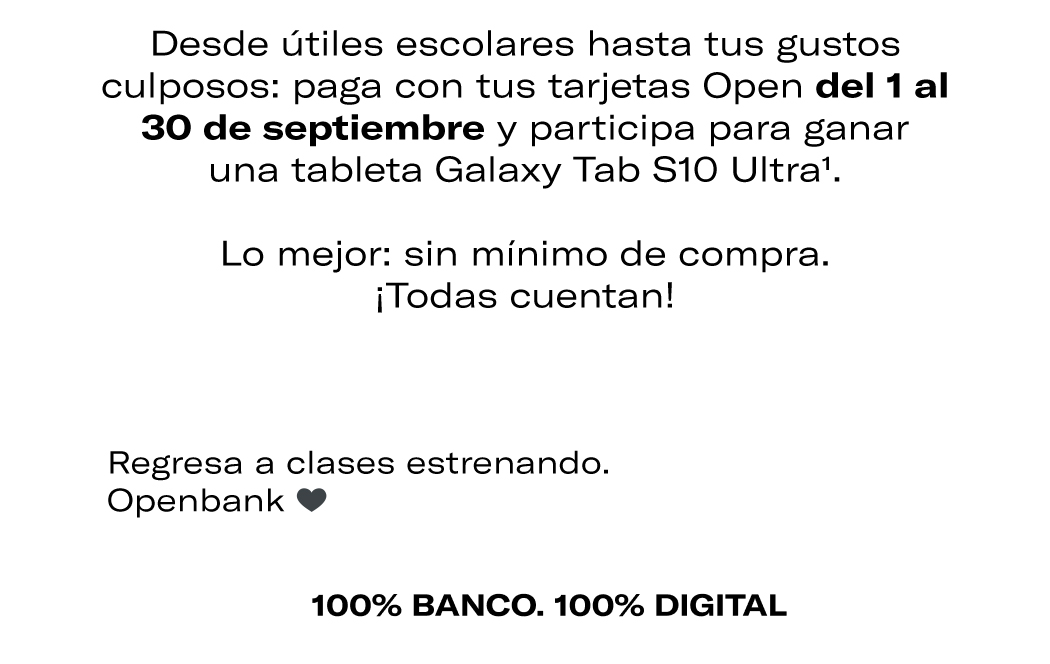 Desde útiles escolares hasta tus gustos
culposos: paga con tus tarjetas Open del 1 al
30 de septiembre y participa para ganar
una tableta Galaxy Tab S10 Ultra¹.
Lo mejor: sin mínimo de compra.
¡Todas cuentan!
Regresa a clases estrenando.
Openbank 🖤
100% BANCO. 100% DIGITAL